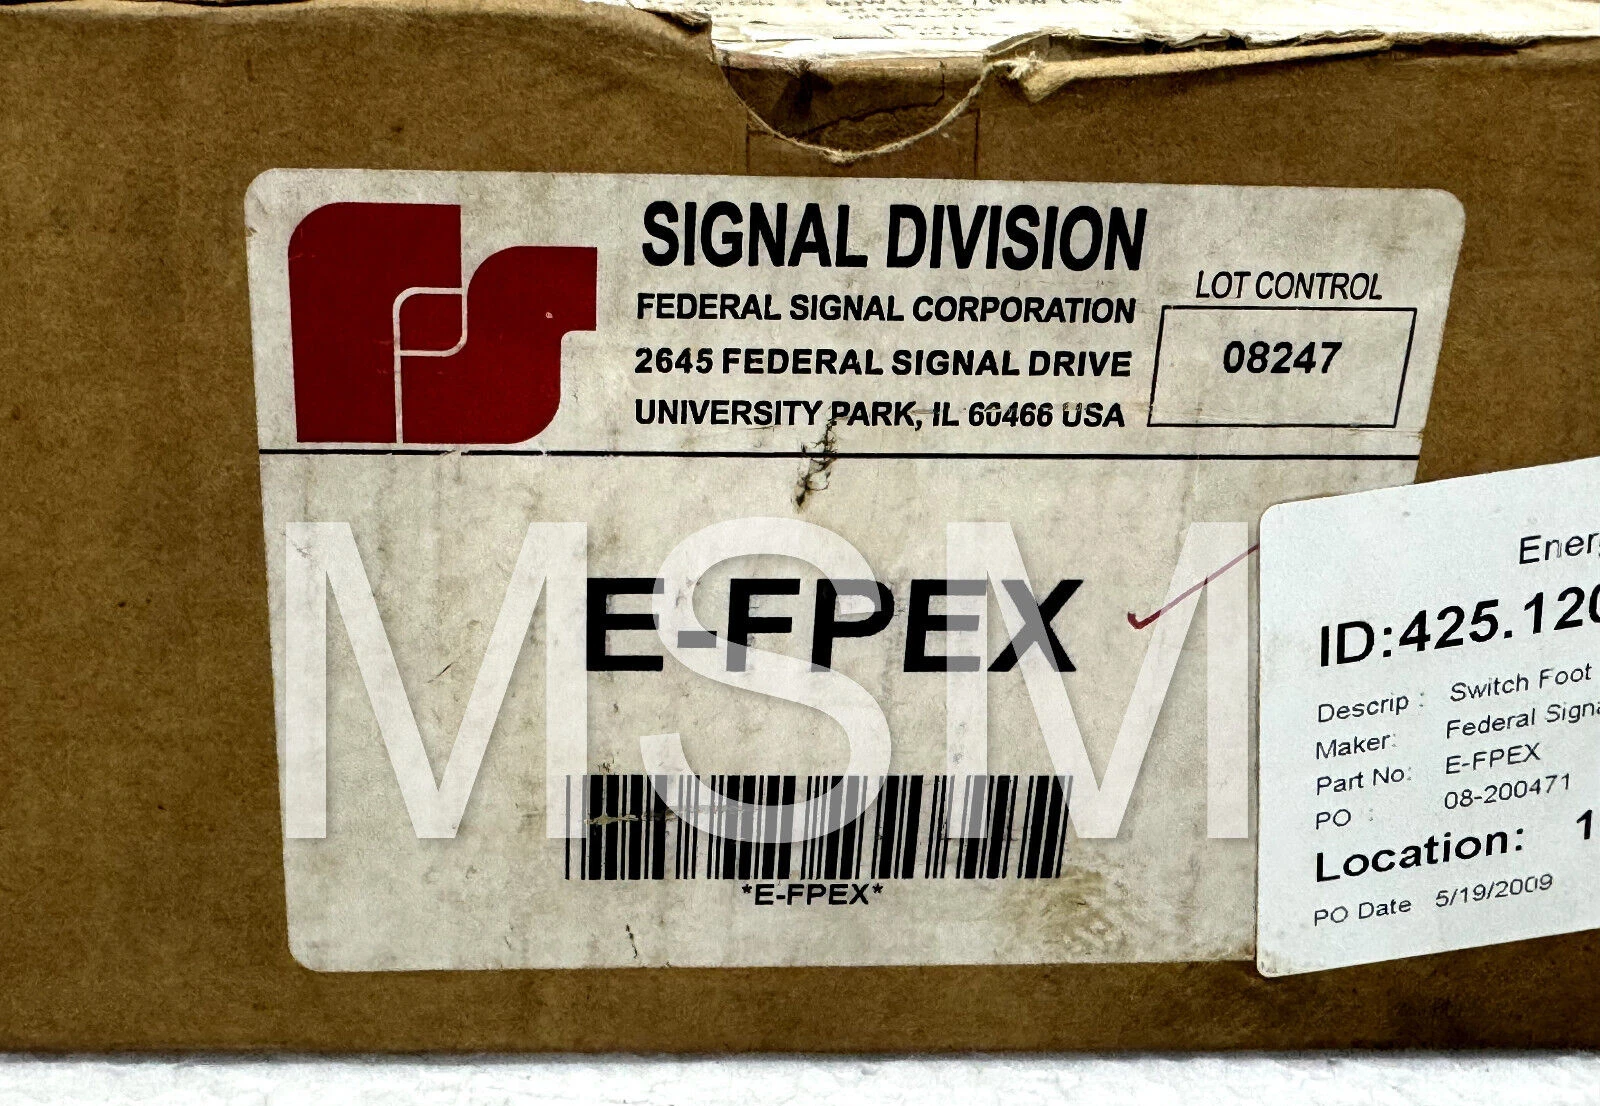 SIGNAL DIVISION
FEDERAL SIGNAL CORPORATION
2645 FEDERAL SIGNAL DRIVE
UNIVERSITY PARK, IL 60466 USA
LOT CONTROL
08247
E-FPEX
*E-FPEX*
MSM
ID:425.120
Descrip : Switch Foot
Maker: Federal
Part No: E-FPEX
PO : 08-200471
Location: 1
PO Date 5/19/2009